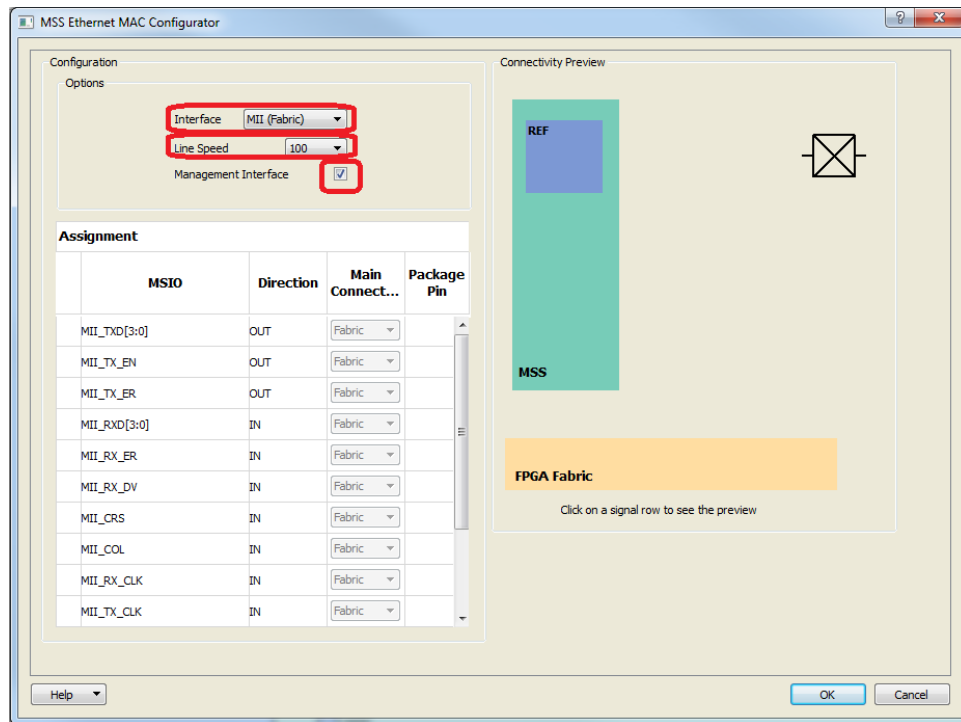 MSS Ethernet MAC Configurator
Configuration
Options
Interface MII (Fabric)
Line Speed 100
Management Interface
Assignment
MSIO Direction Main Connect... Package Pin
MII_TXD[3:0] OUT Fabric
MII_TX_EN OUT Fabric
MII_TX_ER OUT Fabric
MII_RXD[3:0] IN Fabric
MII_RX_ER IN Fabric
MII_RX_DV IN Fabric
MII_CRS IN Fabric
MII_COL IN Fabric
MII_RX_CLK IN Fabric
MII_TX_CLK IN Fabric
Connectivity Preview
REF
MSS
FPGA Fabric
Click on a signal row to see the preview
Help
OK
Cancel